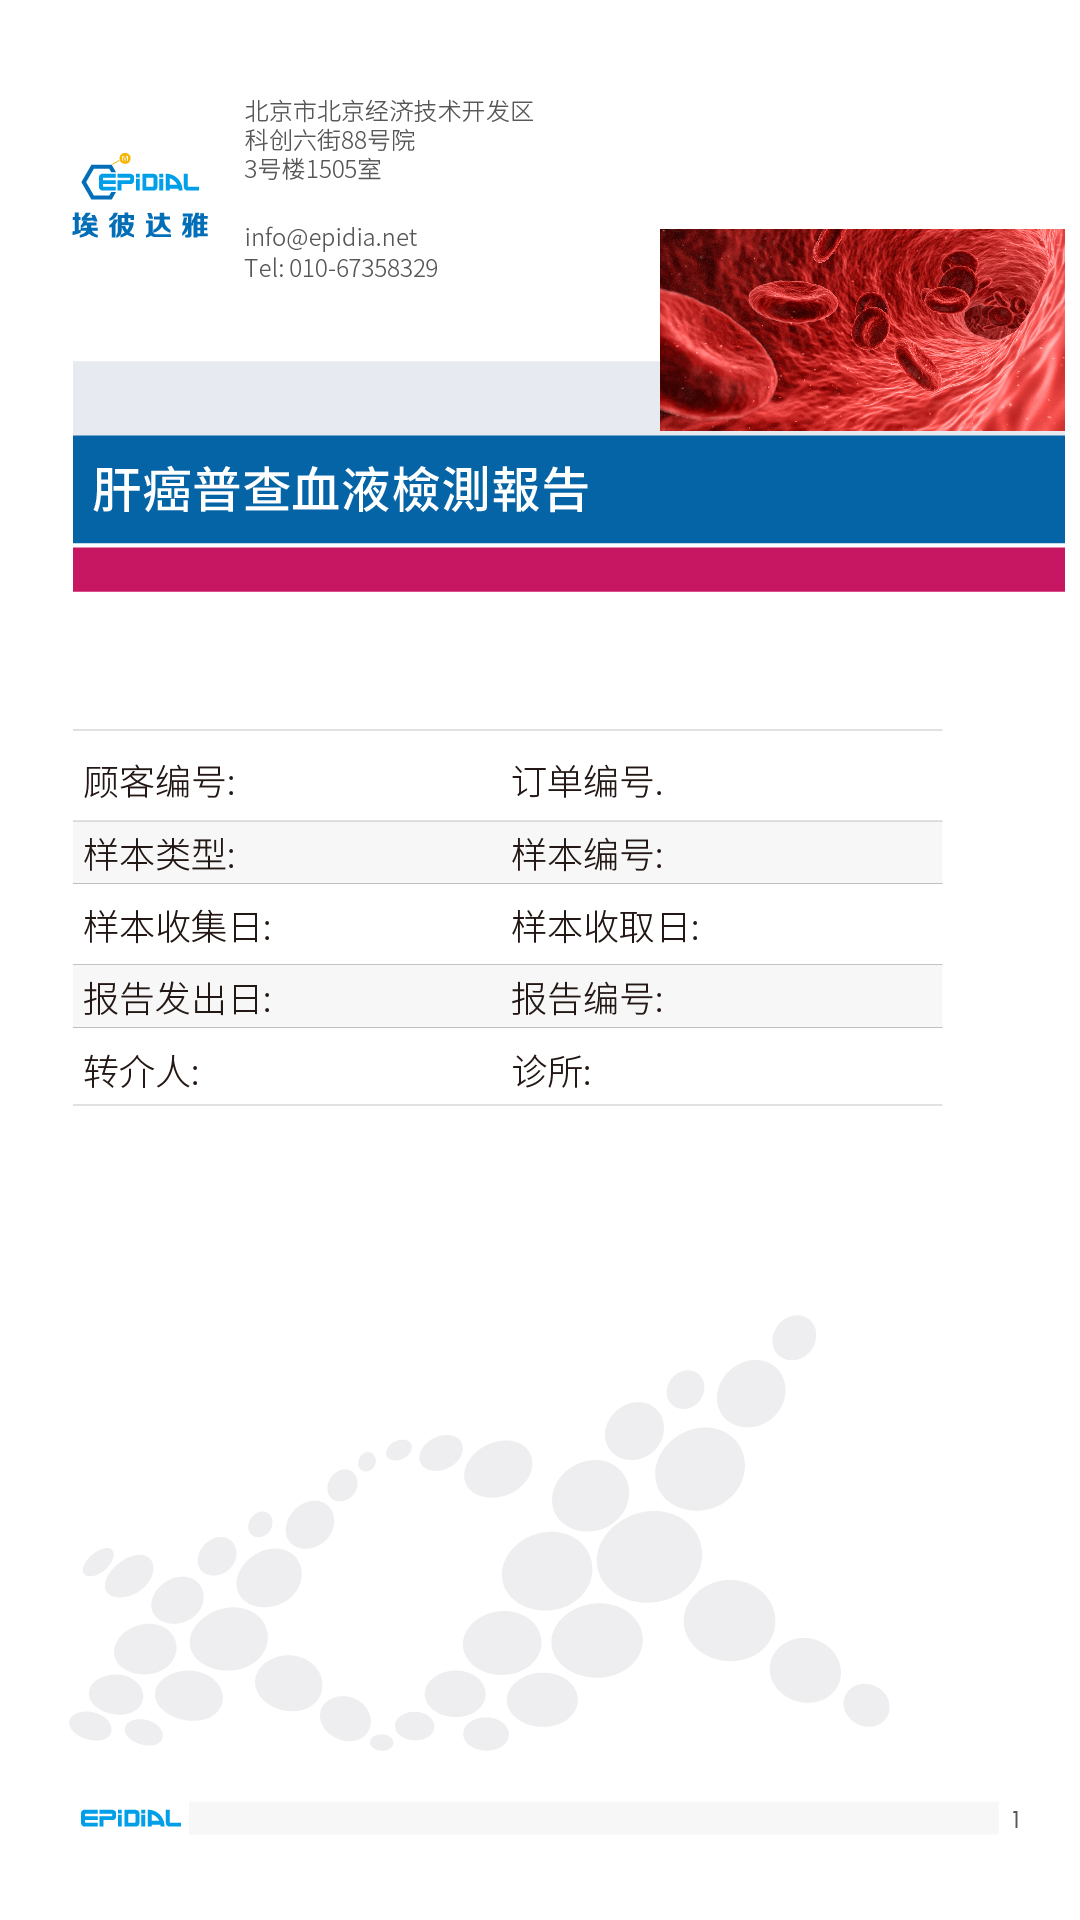 北京市北京经济技术开发区
科创六街88号院
3号楼1505室
M
EPiDiAL
埃彼达雅
info@epidia.net
Tel: 010-67358329
肝癌普查血液檢測報告
顾客编号:
订单编号.
样本类型:
样本编号:
样本收集日:
样本收取日:
报告发出日:
报告编号:
转介人:
诊所:
EPiDiAL
1